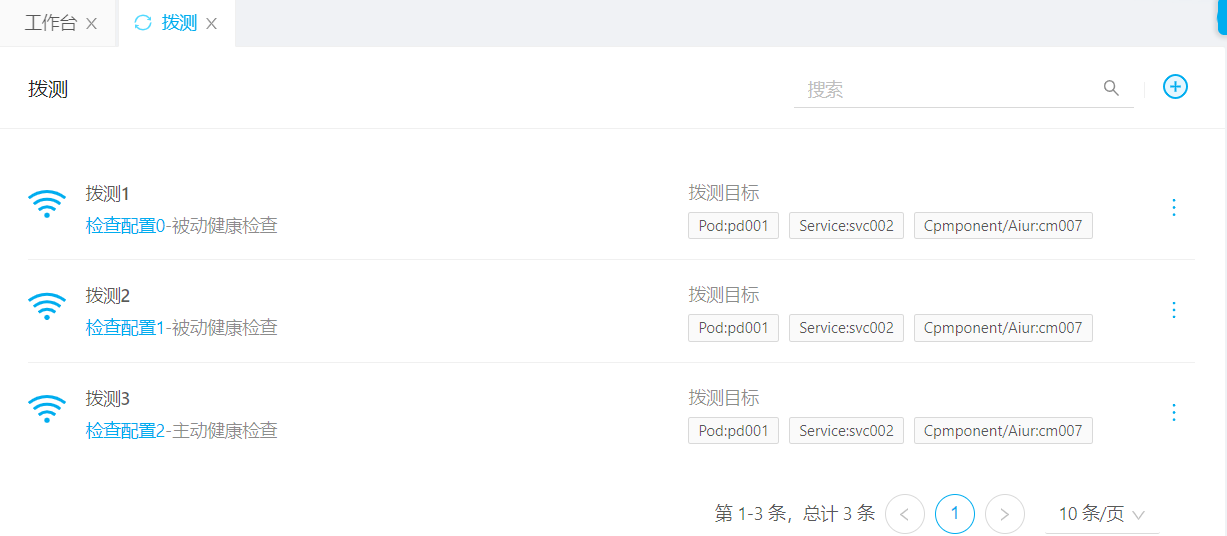 工作台 拨测
拨测
搜索
拨测1
检查配置0-被动健康检查
拨测目标
Pod:pd001 Service:svc002 Cpmponent/Aiur:cm007
拨测2
检查配置1-被动健康检查
拨测目标
Pod:pd001 Service:svc002 Cpmponent/Aiur:cm007
拨测3
检查配置2-主动健康检查
拨测目标
Pod:pd001 Service:svc002 Cpmponent/Aiur:cm007
第 1-3 条，总计 3 条 < 1 > 10 条/页